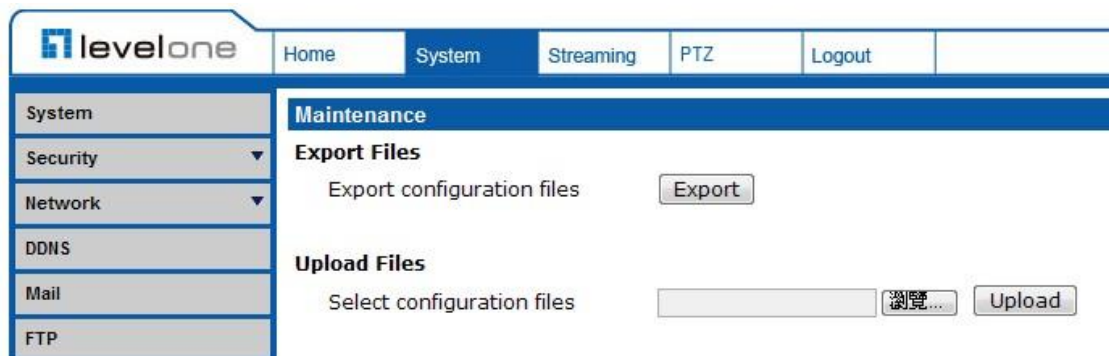 levelone
Home System Streaming PTZ Logout
System
Security
Network
DDNS
Mail
FTP
Maintenance
Export Files
Export configuration files Export
Upload Files
Select configuration files 瀏覽... Upload